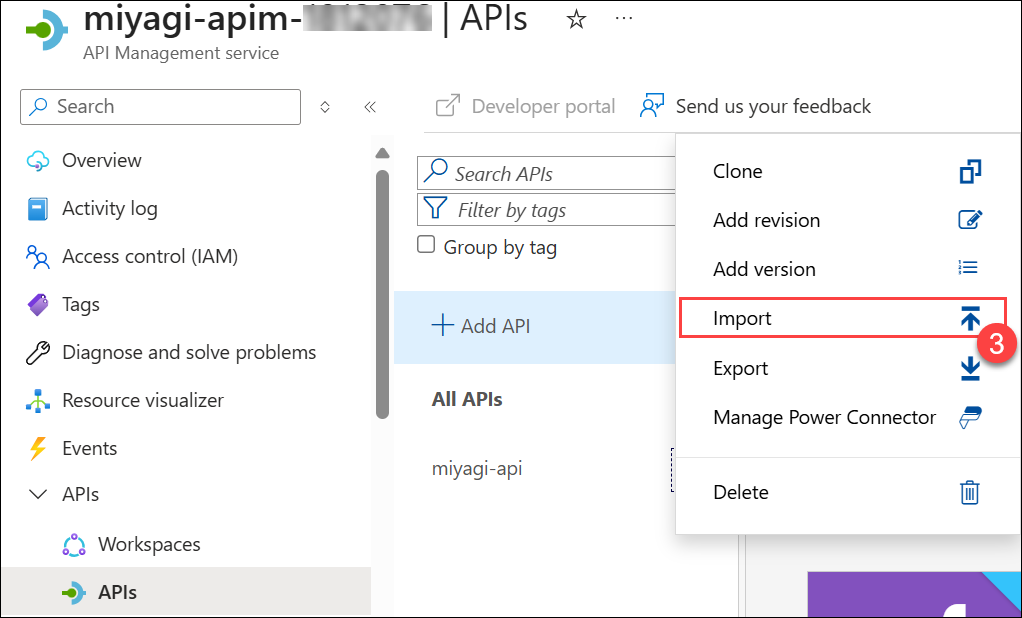 miyagi-apim- | APIs
API Management service
Search
Overview
Activity log
Access control (IAM)
Tags
Diagnose and solve problems
Resource visualizer
Events
APIs
Workspaces
APIs
Developer portal
Send us your feedback
Search APIs
Filter by tags
Group by tag
Add API
All APIs
miyagi-api
Clone
Add revision
Add version
Import
3
Export
Manage Power Connector
Delete